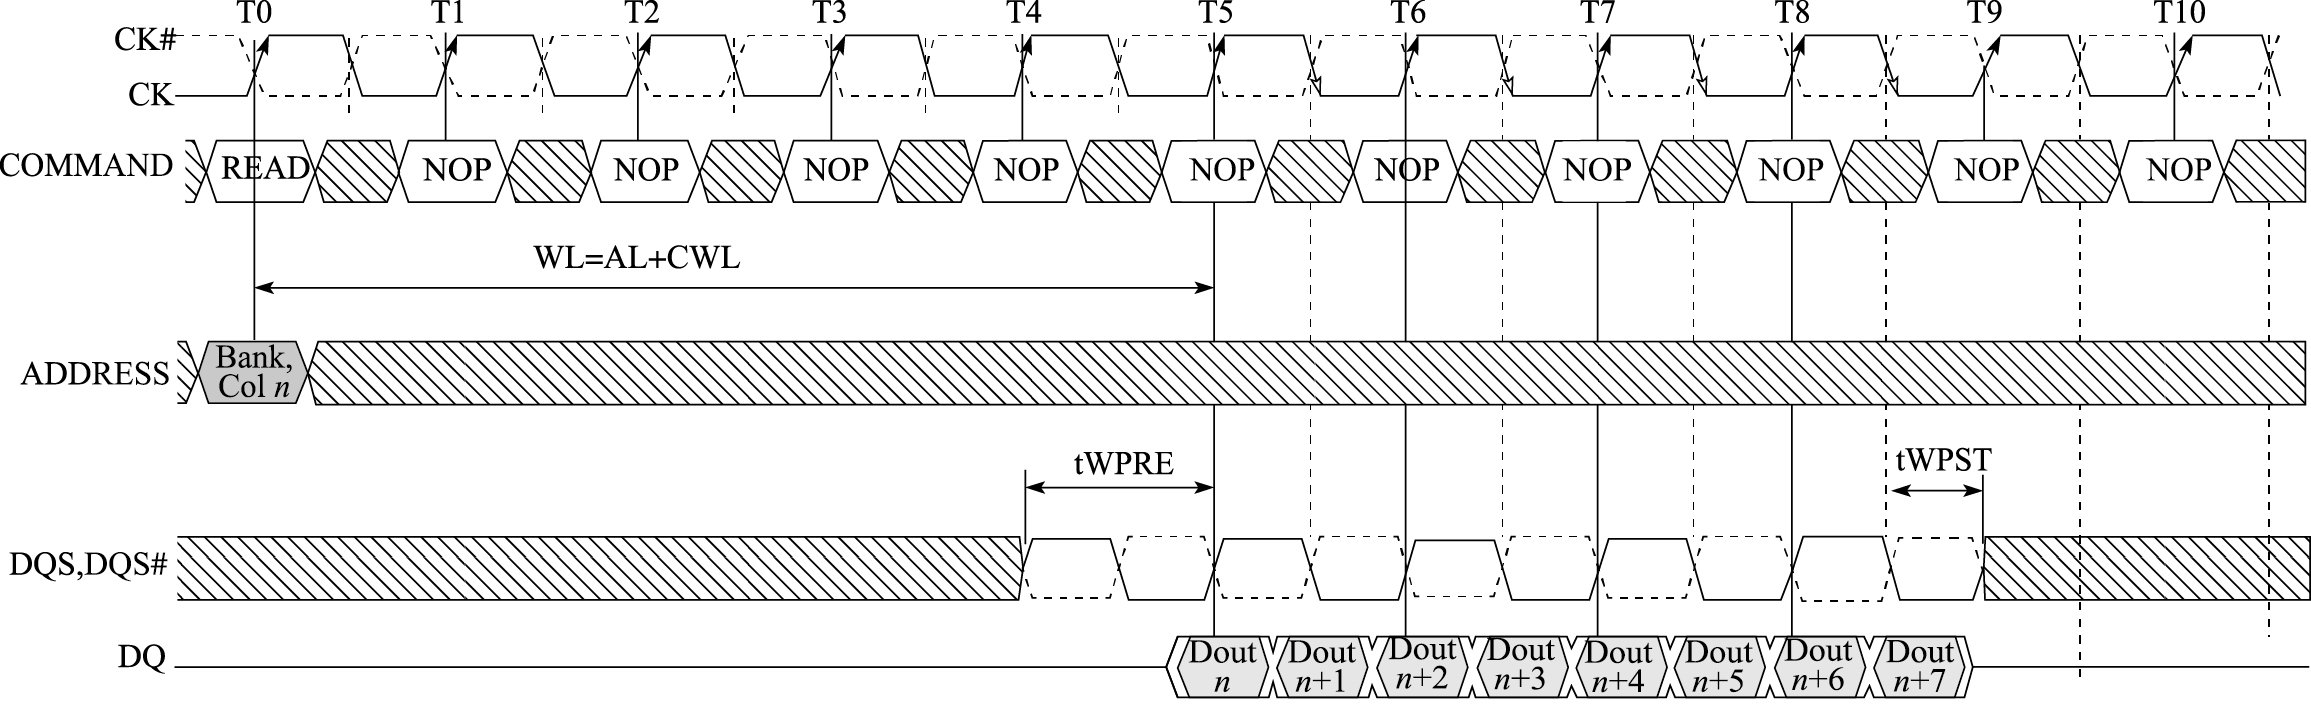 T0 T1 T2 T3 T4 T5 T6 T7 T8 T9 T10
CK#
CK
COMMAND READ NOP NOP NOP NOP NOP NOP NOP NOP NOP NOP
WL=AL+CWL
ADDRESS Bank,
Col n
tWPRE tWPST
DQS,DQS#
DQ Dout Dout Dout Dout Dout Dout Dout Dout
n n+1 n+2 n+3 n+4 n+5 n+6 n+7